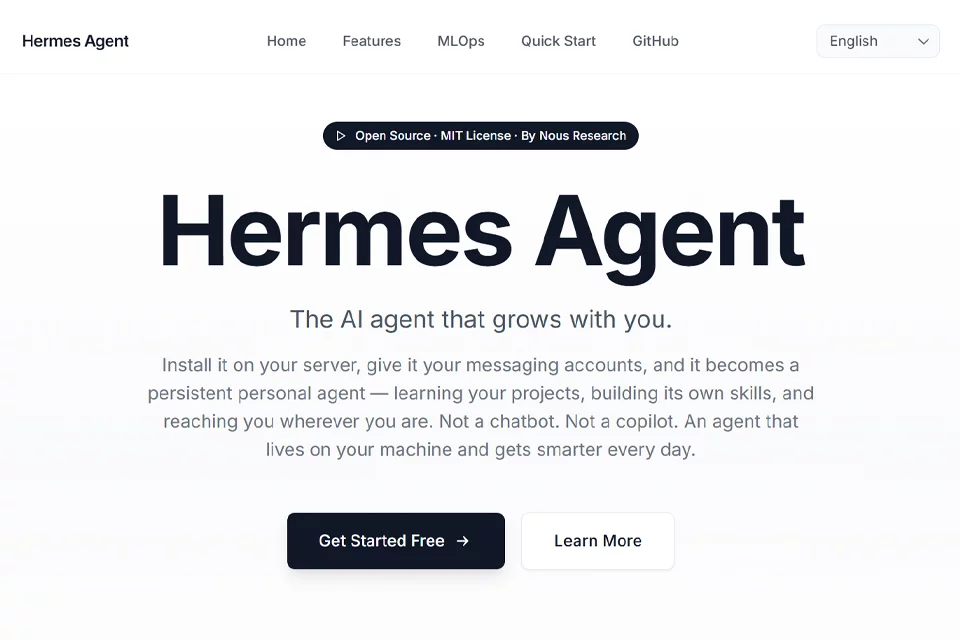 Hermes Agent
Home
Features
MLOps
Quick Start
GitHub
English
Open Source · MIT License · By Nous Research
Hermes Agent
The AI agent that grows with you.
Install it on your server, give it your messaging accounts, and it becomes a
persistent personal agent — learning your projects, building its own skills, and
reaching you wherever you are. Not a chatbot. Not a copilot. An agent that
lives on your machine and gets smarter every day.
Get Started Free →
Learn More